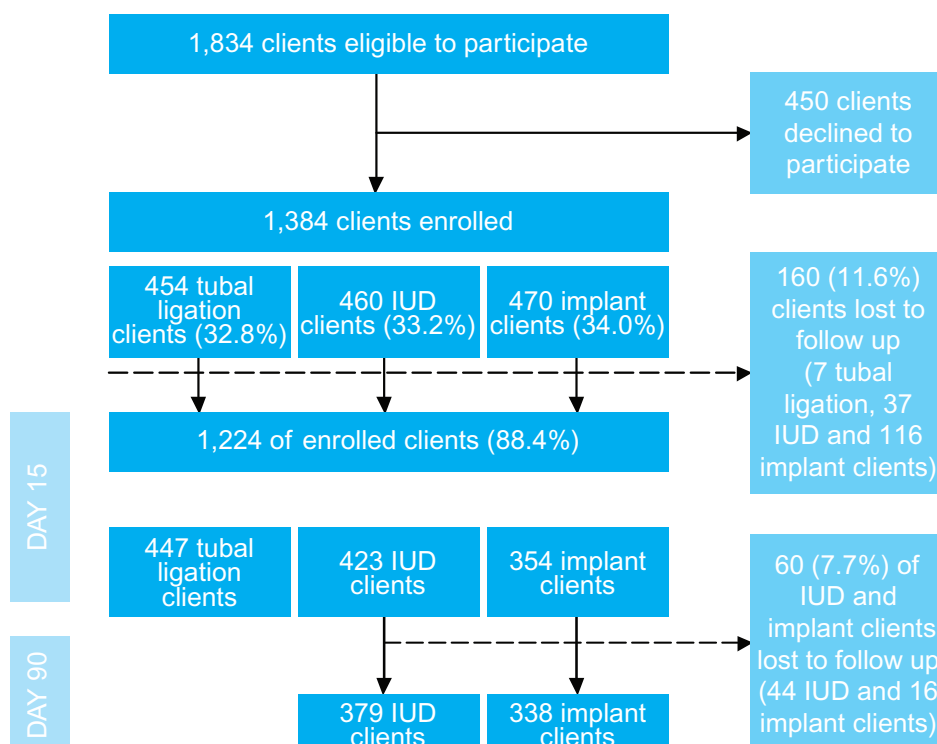 1,834 clients eligible to participate
450 clients
declined to
participate
1,384 clients enrolled
454 tubal
ligation
clients (32.8%)
460 IUD
clients (33.2%)
470 implant
clients (34.0%)
160 (11.6%)
clients lost to
follow up
(7 tubal
ligation, 37
IUD and 116
implant clients)
DAY 15
1,224 of enrolled clients (88.4%)
447 tubal
ligation
clients
423 IUD
clients
354 implant
clients
60 (7.7%) of
IUD and
implant clients
lost to follow up
(44 IUD and 16
implant clients)
DAY 90
379 IUD
clients
338 implant
clients